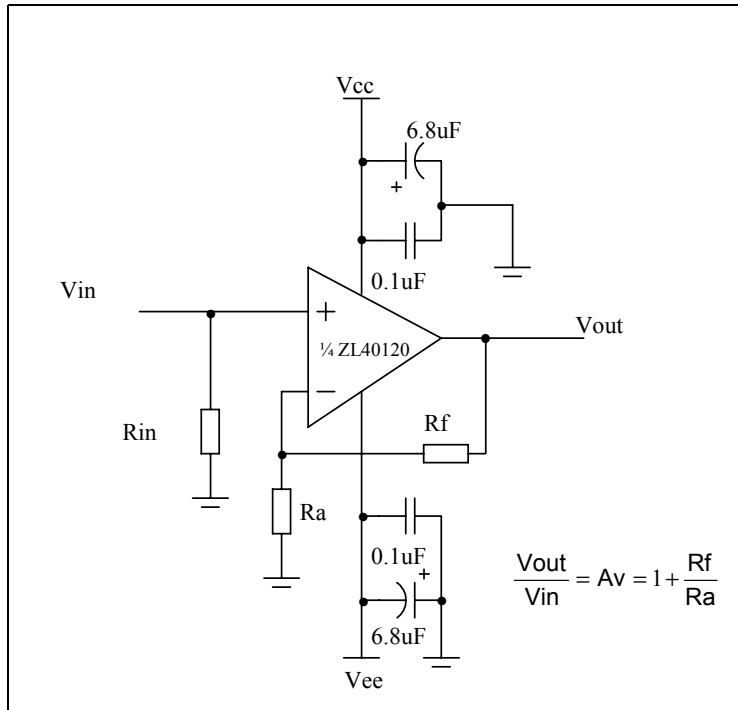 Vcc
6.8uF
+
0.1uF
Vin
+
Vout
¼ ZL40120
−
Rf
Rin
Ra
0.1uF
+
6.8uF
Vee
Vout/Vin = Av = 1 + Rf/Ra